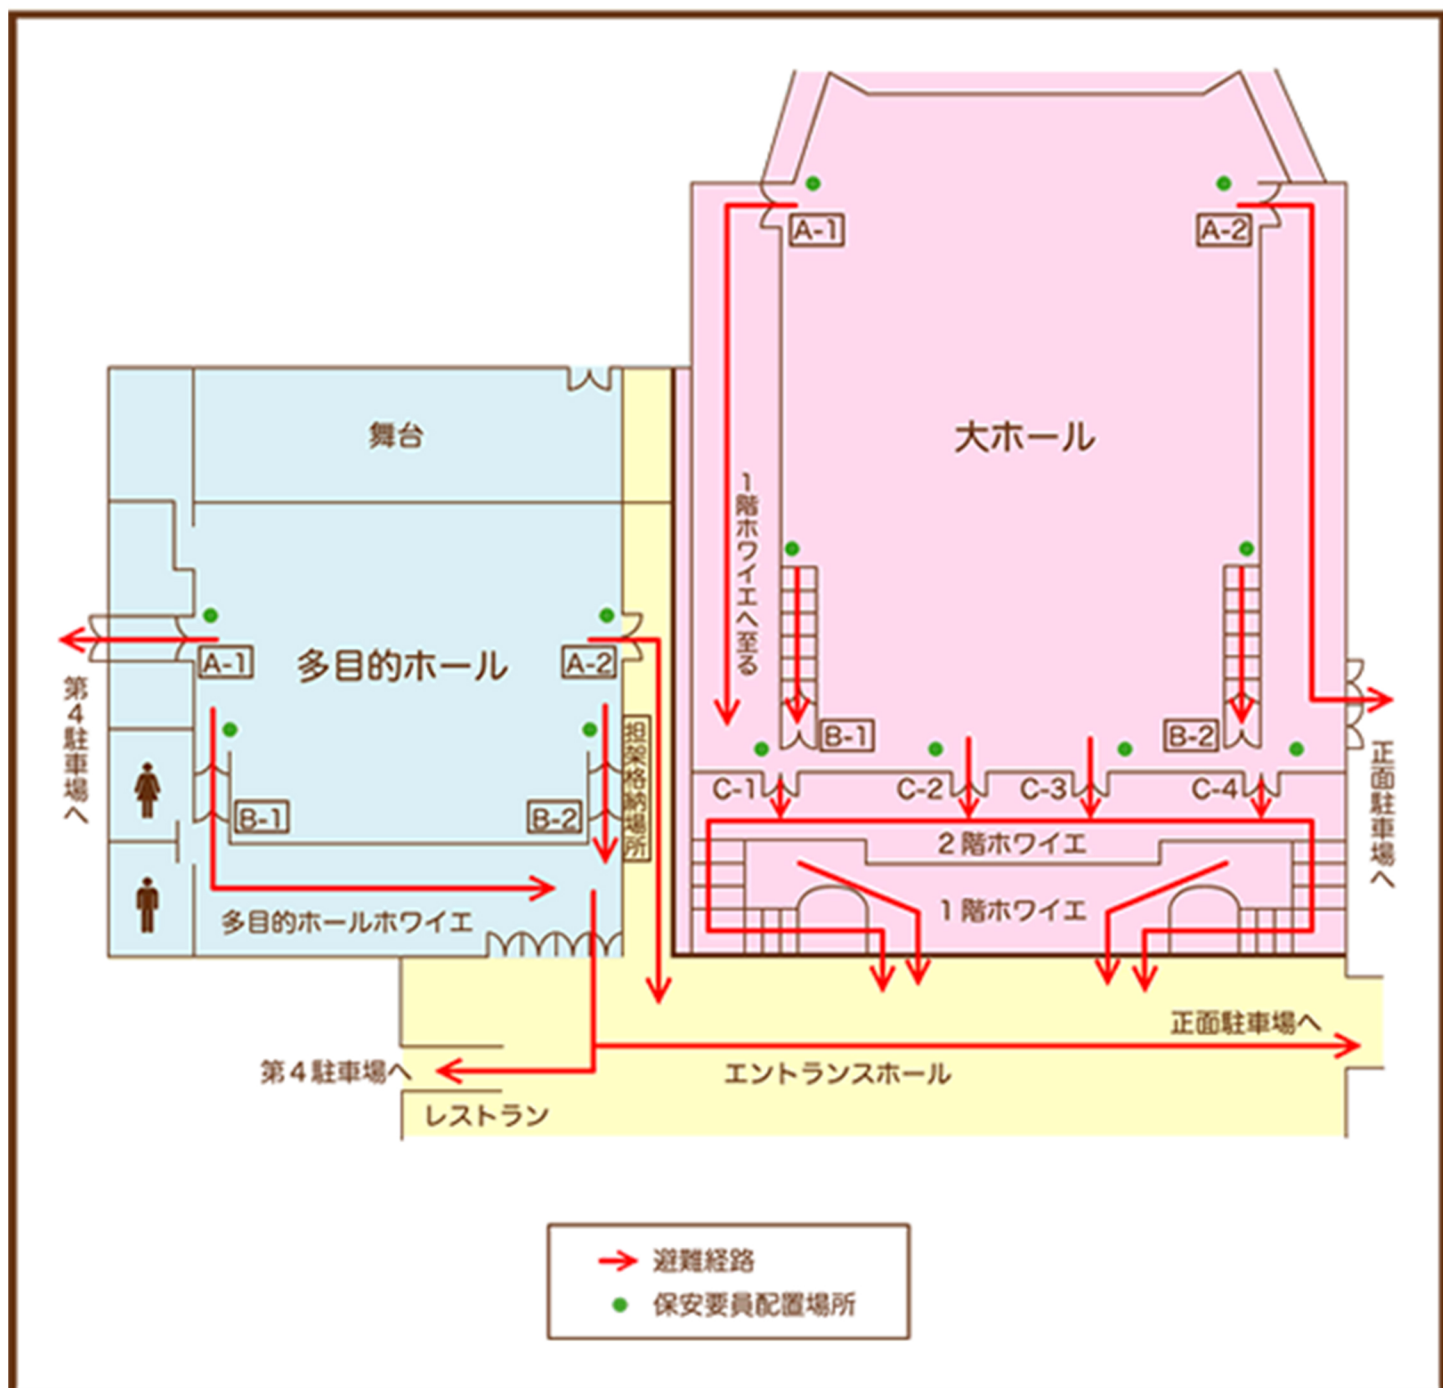 A-1
A-2
舞台
大ホール
1階ホワイエへ至る
A-1
多目的ホール
A-2
第4駐車場へ
担架格納場所
B-1
B-2
正面駐車場へ
C-1
C-2
C-3
C-4
B-1
B-2
2階ホワイエ
多目的ホールホワイエ
1階ホワイエ
正面駐車場へ
第4駐車場へ
エントランスホール
レストラン
避難経路
保安要員配置場所